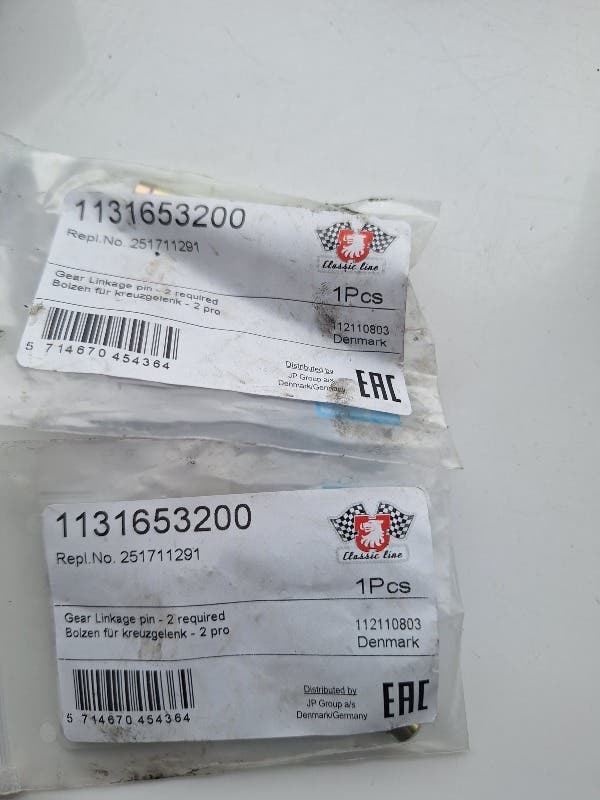 1131653200
Repl.No. 251711291
Classic line
Gear Linkage pin - 2 required
Bolzen für kreuzgelenk - 2 pro
1Pcs
112110803
Denmark
5 714670 454364
Distributed by
JP Group a/s
Denmark/Germany
EAC
1131653200
Repl.No. 251711291
Classic line
1Pcs
Gear Linkage pin - 2 required
Bolzen für kreuzgelenk - 2 pro
112110803
Denmark
5 714670 454364
Distributed by
JP Group a/s
Denmark/Germany
EAC